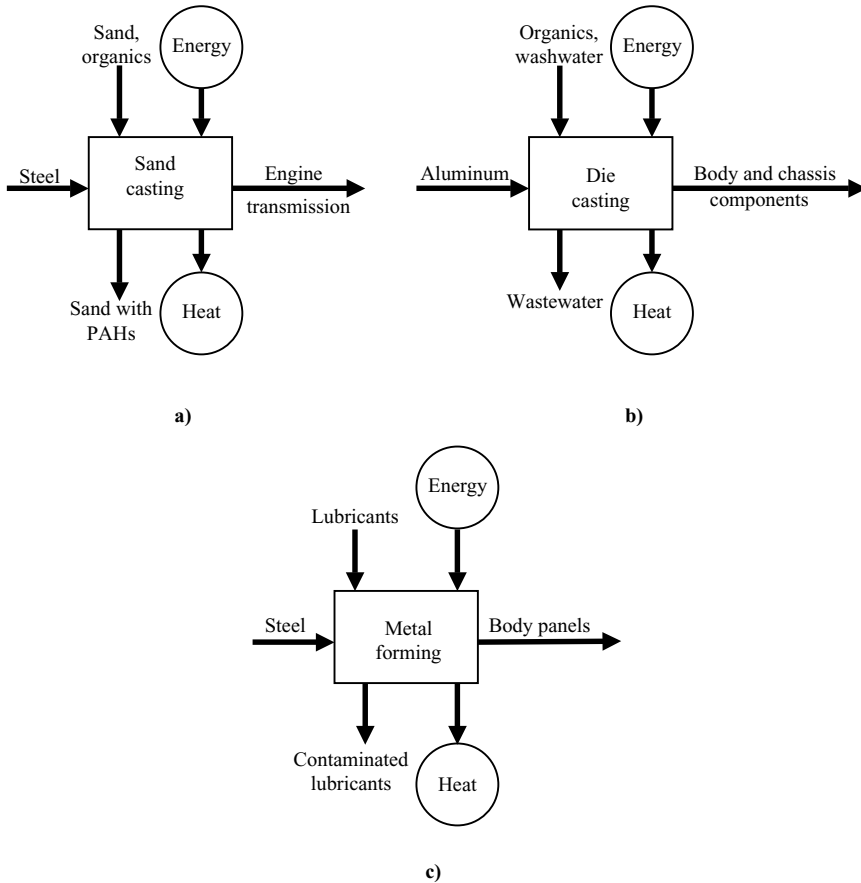 Sand,
organics
Energy
Steel
Sand
casting
Engine
transmission
Sand with
PAHs
Heat
a)
Organics,
washwater
Energy
Aluminum
Die
casting
Body and chassis
components
Wastewater
Heat
b)
Lubricants
Energy
Steel
Metal
forming
Body panels
Contaminated
lubricants
Heat
c)